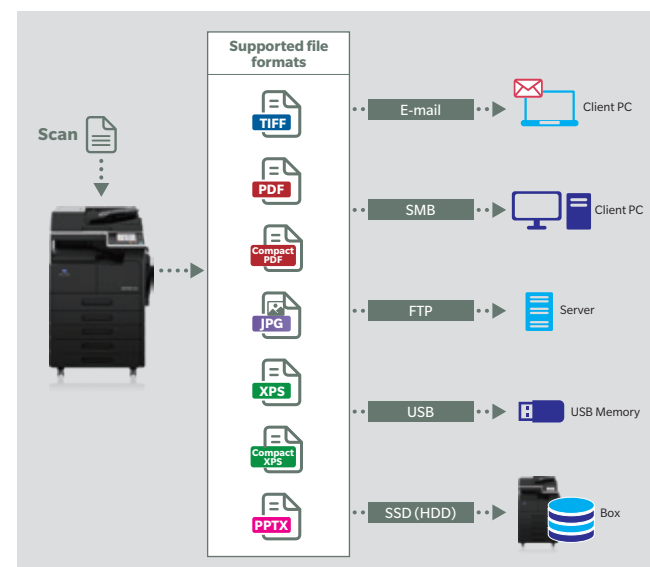 Supported file
formats
Scan
TIFF
PDF
Compact
PDF
JPG
XPS
Compact
XPS
PPTX
E-mail
Client PC
SMB
Client PC
FTP
Server
USB
USB Memory
SSD (HDD)
Box